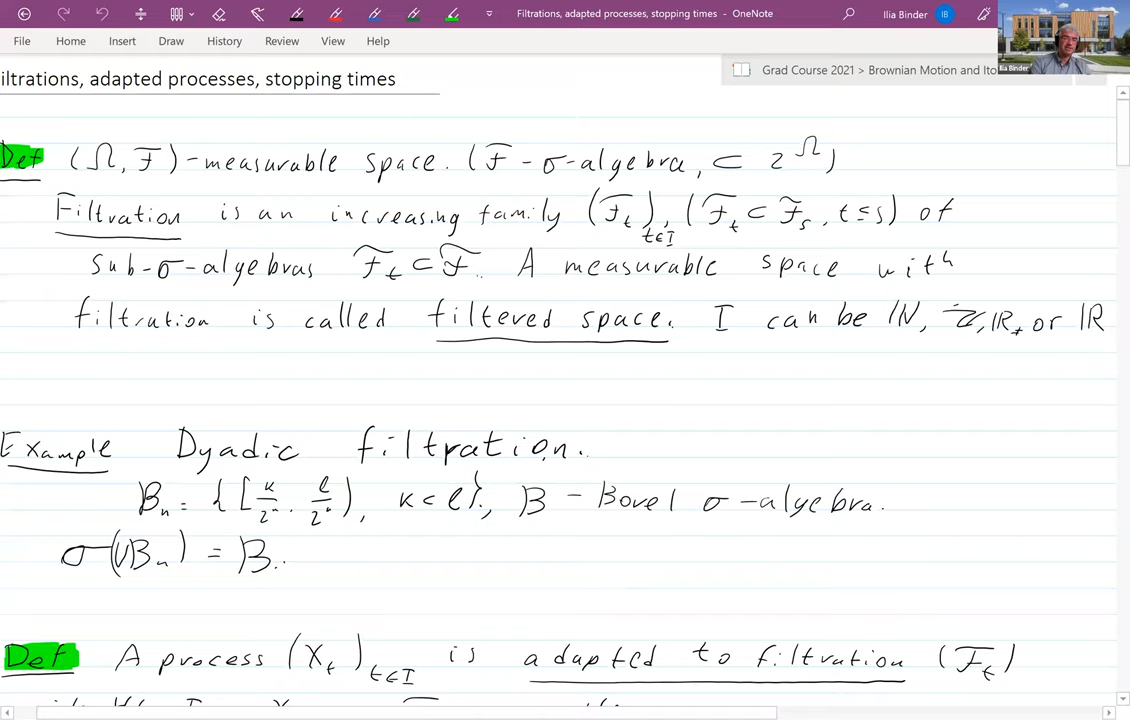 Filtrations, adapted processes, stopping times - OneNote
Ilia Binder IB
File Home Insert Draw History Review View Help
Ilia Binder
Grad Course 2021 > Brownian Motion and Ito
iltrations, adapted processes, stopping times
Def (Ω, F)-measurable space. (F - σ-algebra, ⊂ 2^Ω)
Filtration is an increasing family (F_t)_{t∈I}, (F_t ⊂ F_s, t≤s) of
sub-σ-algebras F_t ⊂ F. A measurable space with
filtration is called filtered space. I can be ℕ, ℤ, ℝ_+ or ℝ
Example Dyadic filtration.
B_n = {[k/2^n, l/2^n), k<l}, B - Borel σ-algebra.
σ(∪B_n) = B.
Def A process (X_t)_{t∈I} is adapted to filtration (F_t)